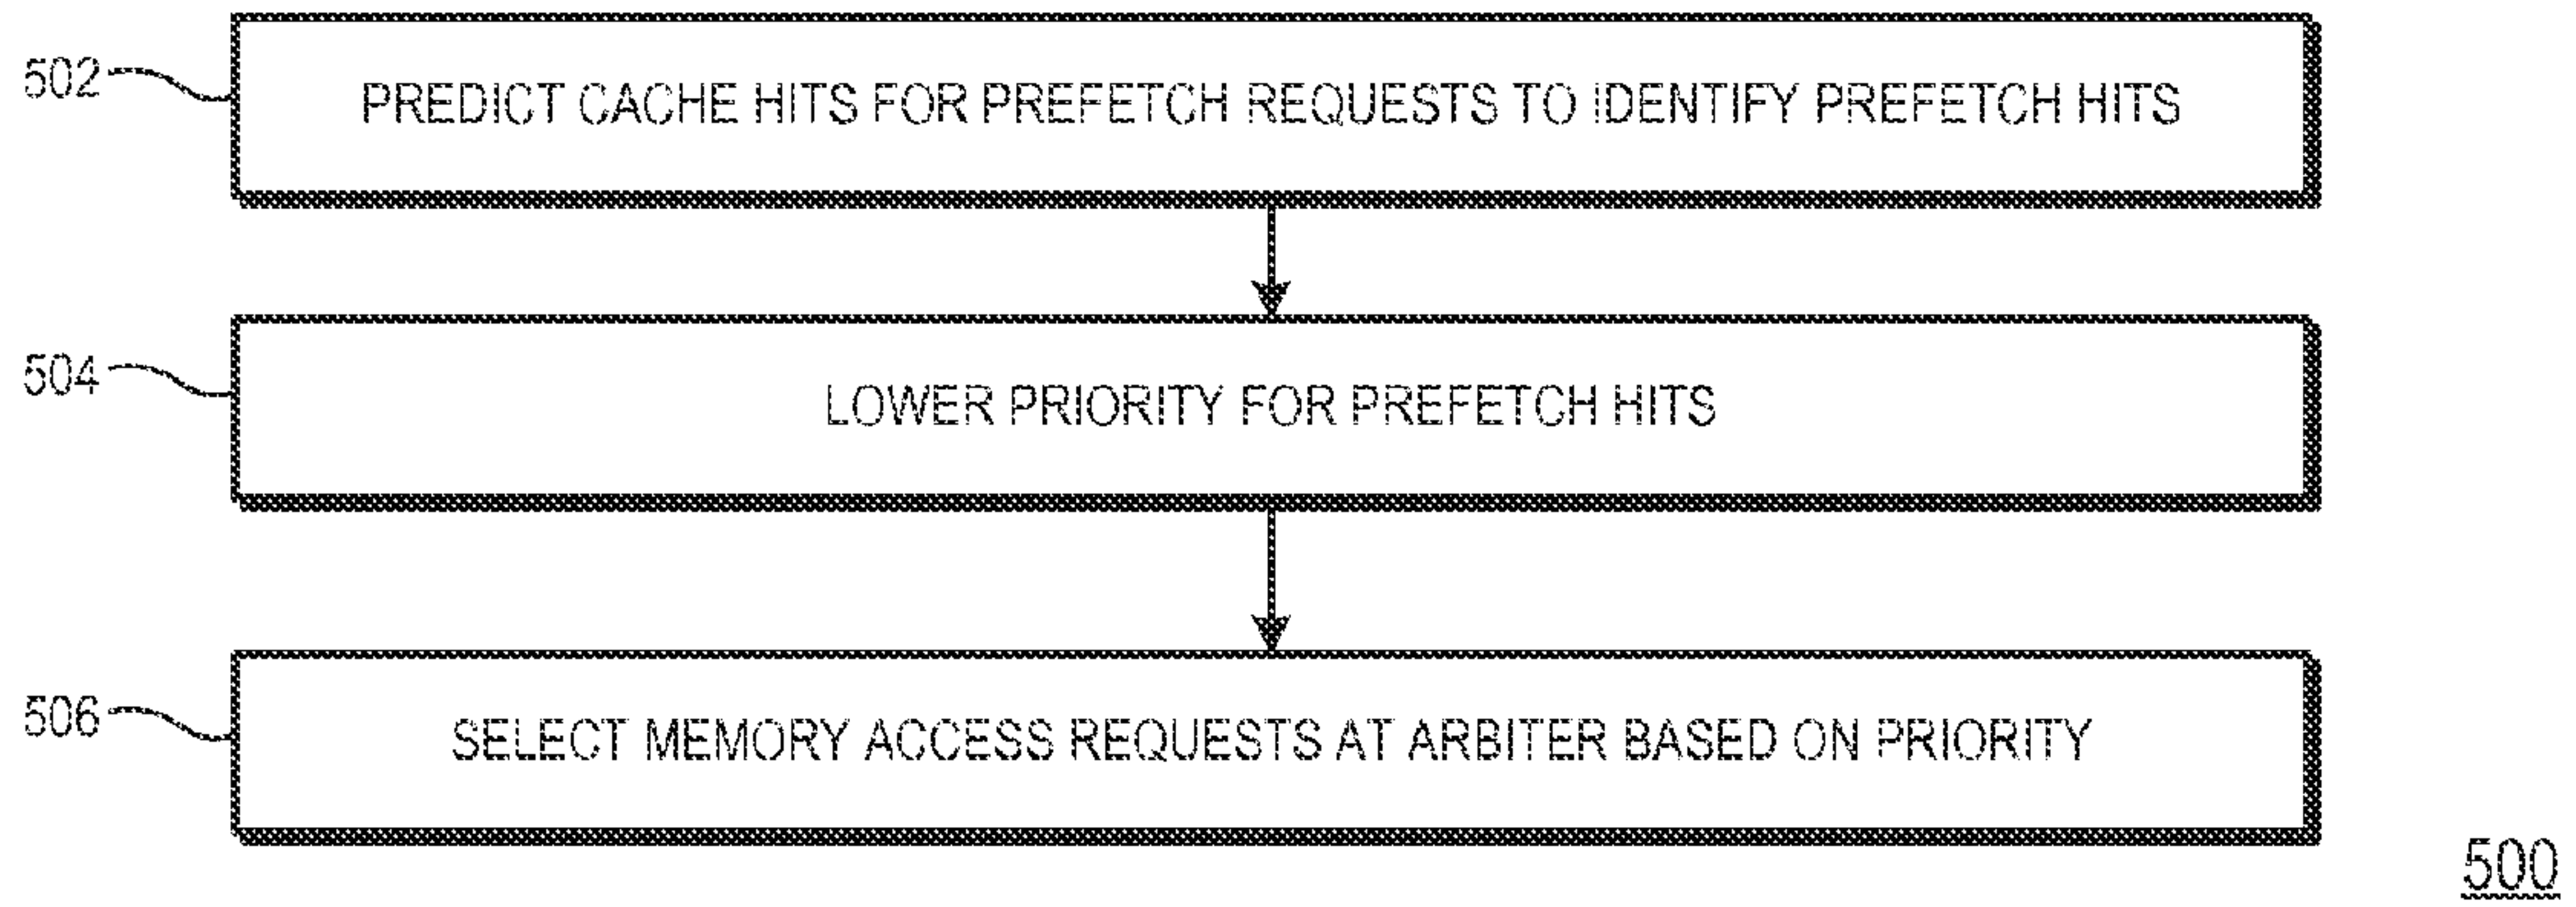 502
PREDICT CACHE HITS FOR PREFETCH REQUESTS TO IDENTIFY PREFETCH HITS
504
LOWER PRIORITY FOR PREFETCH HITS
506
SELECT MEMORY ACCESS REQUESTS AT ARBITER BASED ON PRIORITY
500